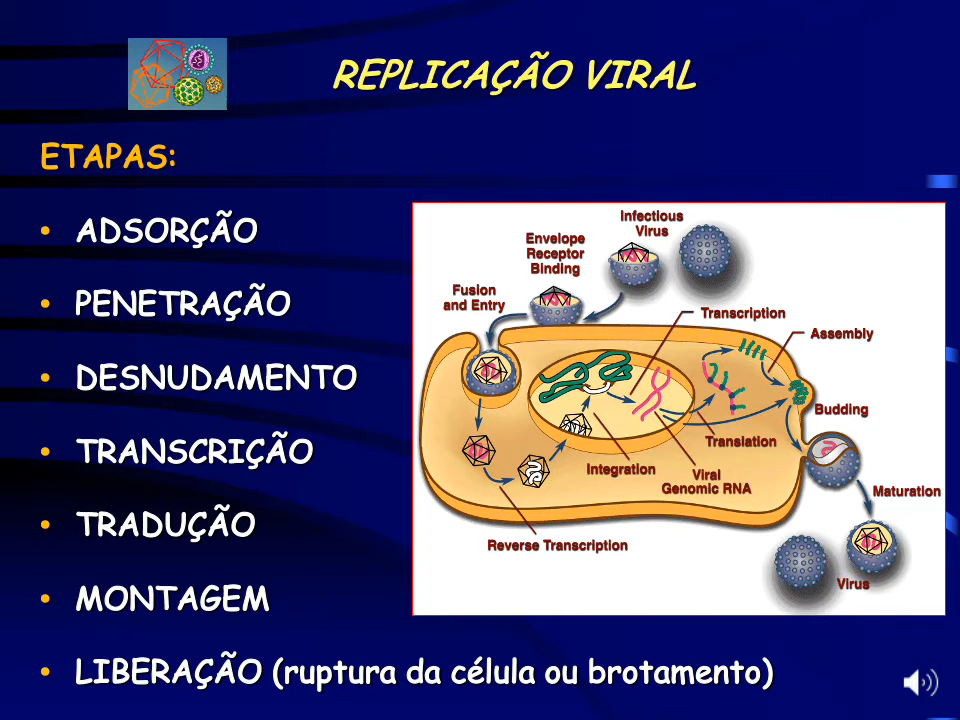 REPLICAÇÃO VIRAL
ETAPAS:
• ADSORÇÃO
• PENETRAÇÃO
• DESNUDAMENTO
• TRANSCRIÇÃO
• TRADUÇÃO
• MONTAGEM
• LIBERAÇÃO (ruptura da célula ou brotamento)
Infectious
Virus
Envelope
Receptor
Binding
Fusion
and Entry
Transcription
Assembly
Budding
Translation
Integration
Viral
Genomic RNA
Maturation
Reverse Transcription
Virus